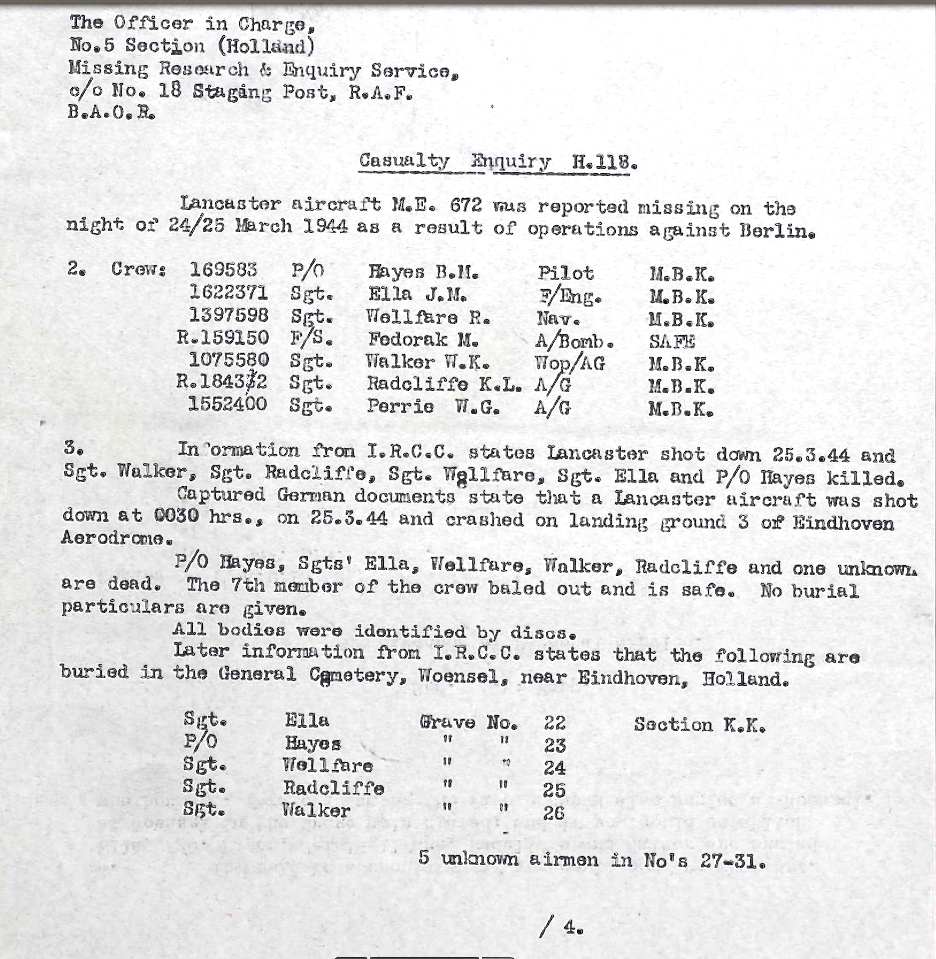 The Officer in Charge,
No.5 Section (Holland)
Missing Research & Enquiry Service,
c/o No. 18 Staging Post, R.A.F.
B.A.O.R.
Casualty Enquiry H.118.
Lancaster aircraft M.E. 672 was reported missing on the
night of 24/25 March 1944 as a result of operations against Berlin.
2. Crew: 169583 P/O Hayes B.M. Pilot M.B.K.
1622371 Sgt. Ella J.M. F/Eng. M.B.K.
1397598 Sgt. Wellfare R. Nav. M.B.K.
R.159150 F/S. Fedorak M. A/Bomb. SAFE
1075580 Sgt. Walker W.K. Wop/AG M.B.K.
Sgt. Radcliffe K.L. A/G M.B.K.
1552400 Sgt. Perrie W.G. A/G M.B.K.
3. In ormation from I.R.C.C. states Lancaster shot down 25.3.44 and
Sgt. Walker, Sgt. Radcliffe, Sgt. Wellfare, Sgt. Ella and P/O Hayes killed.
Captured German documents state that a Lancaster aircraft was shot
down at 0030 hrs., on 25.3.44 and crashed on landing ground 3 of Eindhoven
Aerodrome.
P/O Hayes, Sgts' Ella, Wellfare, Walker, Radcliffe and one unknown
are dead. The 7th member of the crew baled out and is safe. No burial
particulars are given.
All bodies were identified by discs.
Later information from I.R.C.C. states that the following are
buried in the General Cemetery, Woensel, near Eindhoven, Holland.
Sgt. Ella Grave No. 22 Section K.K.
P/O Hayes " " 23
Sgt. Wellfare " " 24
Sgt. Radcliffe " " 25
Sgt. Walker " " 26
5 unknown airmen in No's 27-31.
/ 4.